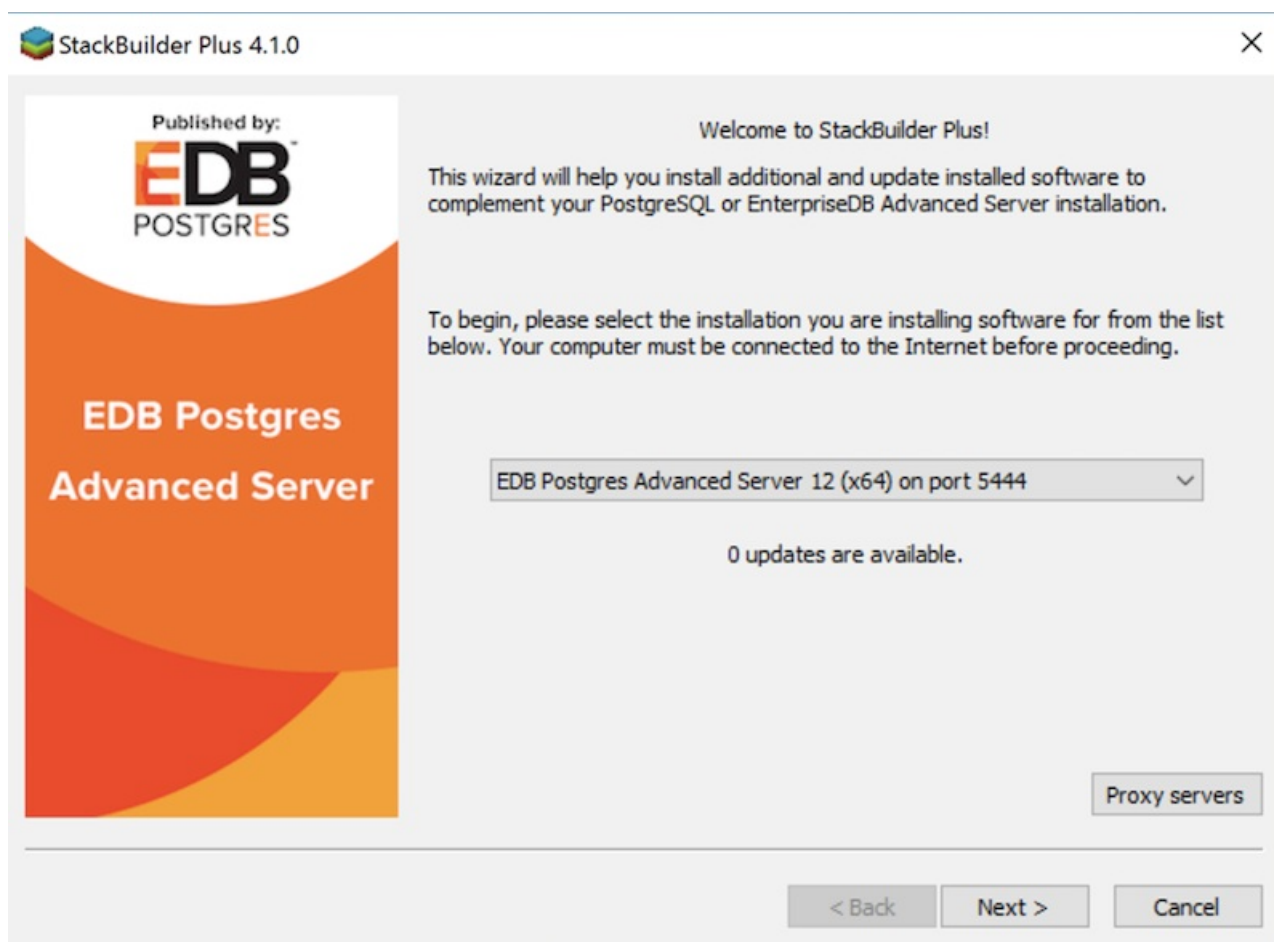 StackBuilder Plus 4.1.0
Published by:
EDB™
POSTGRES
EDB Postgres
Advanced Server
Welcome to StackBuilder Plus!
This wizard will help you install additional and update installed software to
complement your PostgreSQL or EnterpriseDB Advanced Server installation.
To begin, please select the installation you are installing software for from the list
below. Your computer must be connected to the Internet before proceeding.
EDB Postgres Advanced Server 12 (x64) on port 5444
0 updates are available.
Proxy servers
< Back
Next >
Cancel